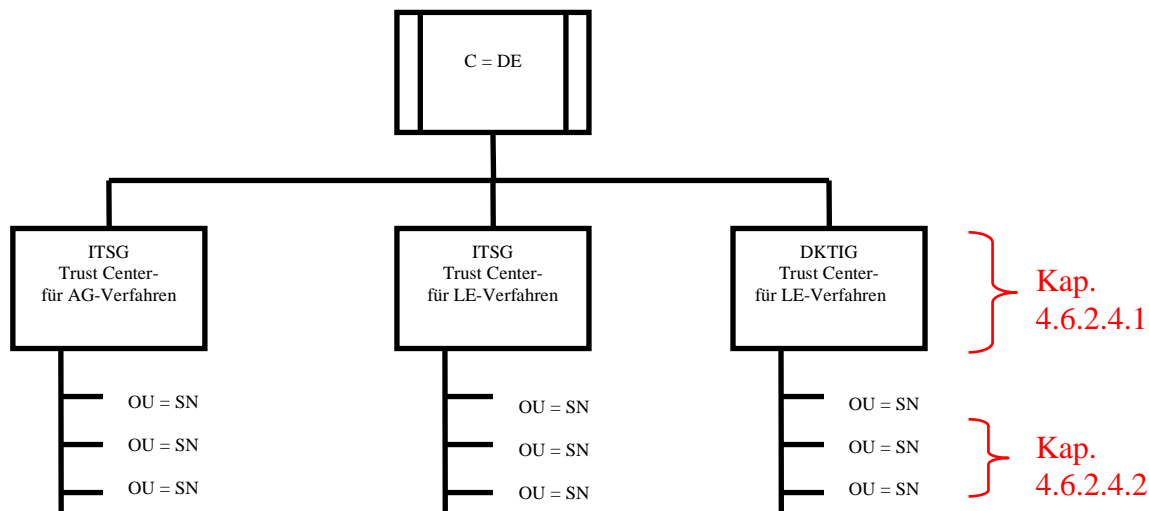 C = DE
ITSG
Trust Center-
für AG-Verfahren
ITSG
Trust Center-
für LE-Verfahren
DKTIG
Trust Center-
für LE-Verfahren
Kap.
4.6.2.4.1
OU = SN
OU = SN
OU = SN
OU = SN
OU = SN
OU = SN
OU = SN
OU = SN
OU = SN
Kap.
4.6.2.4.2